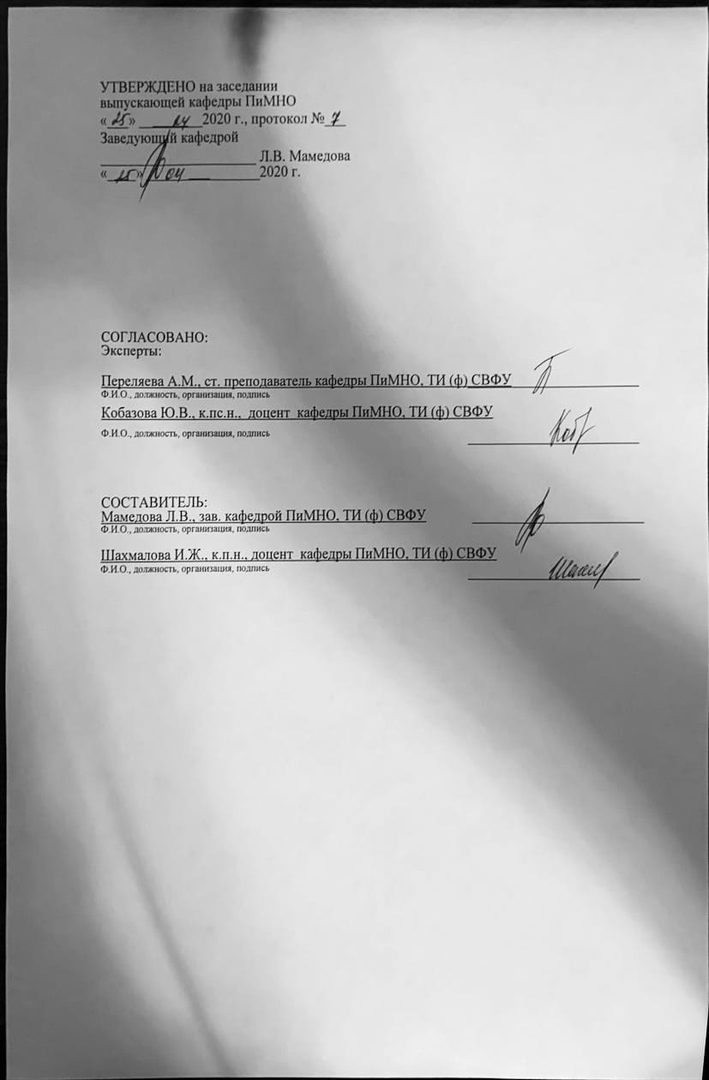 УТВЕРЖДЕНО на заседании
выпускающей кафедры ПиМНО
«25» 04 2020 г., протокол № 7
Заведующий кафедрой
Л.В. Мамедова
«25» 04 2020 г.
СОГЛАСОВАНО:
Эксперты:
Переляева А.М., ст. преподаватель кафедры ПиМНО, ТИ (ф) СВФУ
Ф.И.О., должность, организация, подпись
Кобазова Ю.В., к.пс.н., доцент кафедры ПиМНО, ТИ (ф) СВФУ
Ф.И.О., должность, организация, подпись
СОСТАВИТЕЛЬ:
Мамедова Л.В., зав. кафедрой ПиМНО, ТИ (ф) СВФУ
Ф.И.О., должность, организация, подпись
Шахмалова И.Ж., к.п.н., доцент кафедры ПиМНО, ТИ (ф) СВФУ
Ф.И.О., должность, организация, подпись